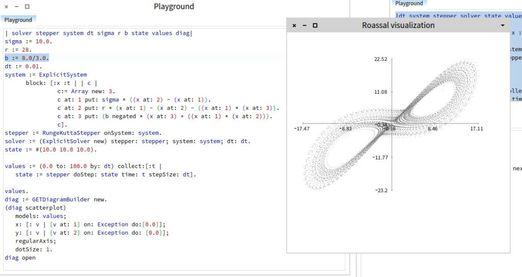 Playground
Playground
| solver stepper system dt sigma r b state values diag|
sigma := 10.0.
r := 28.
b := 8.0/3.0.
dt := 0.01.
system := ExplicitSystem
block: [:x :t | | c |
c:= Array new: 3.
c at: 1 put: sigma * ((x at: 2) - (x at: 1)).
c at: 2 put: r * (x at: 1) - (x at: 2) - ((x at: 1) * (x at: 3)).
c at: 3 put: (b negated * (x at: 3) + ((x at: 1) * (x at: 2))).
c].
stepper := RungeKuttaStepper onSystem: system.
solver := (ExplicitSolver new) stepper: stepper; system: system; dt: dt.
state := #(10.0 10.0 10.0).
values := (0.0 to: 100.0 by: dt) collect:[:t |
state := stepper doStep: state time: t stepSize: dt].
values.
diag := GETDiagramBuilder new.
(diag scatterplot)
models: values;
x: [: v | [v at: 1] on: Exception do:[0.0]];
y: [: v | [v at: 2] on: Exception do: [0.0]];
regularAxis;
dotSize: 1.
diag open
Playground
|dt system stepper solver state value
Roassal visualization
22.52
11.08
-17.47
6.46
17.11
-11.77
-23.2